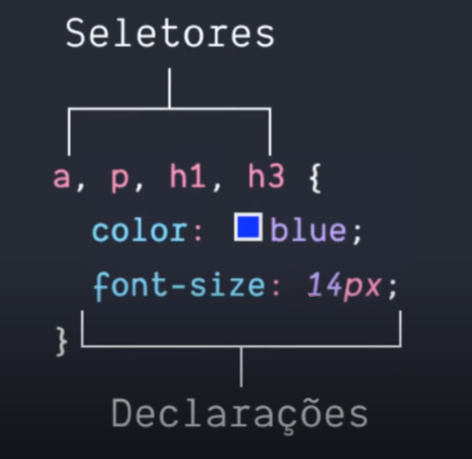 Seletores
a, p, h1, h3 {
color: blue;
font-size: 14px;
}
Declarações